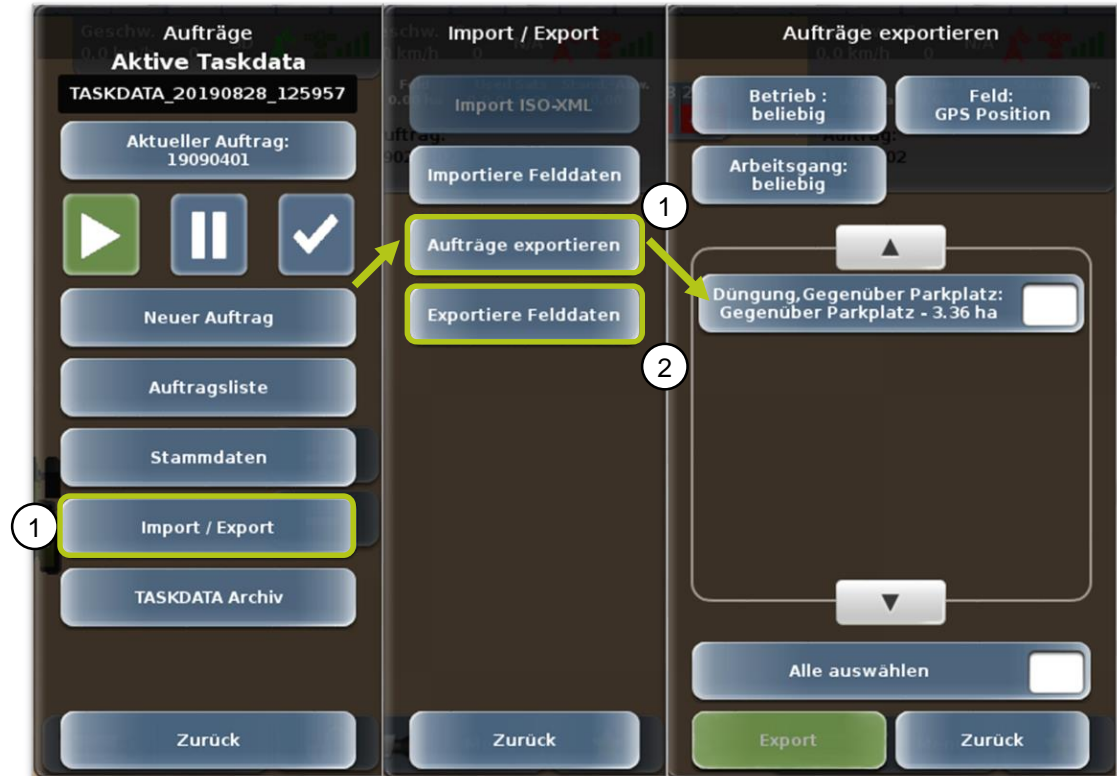 Aufträge
Aktive Taskdata
TASKDATA_20190828_125957
Aktueller Auftrag:
19090401
Neuer Auftrag
Auftragsliste
Stammdaten
1
Import / Export
TASKDATA Archiv
Zurück
Import / Export
Import ISO-XML
Importiere Felddaten
1
Aufträge exportieren
Exportiere Felddaten
2
Zurück
Aufträge exportieren
Betrieb :
beliebig
Feld:
GPS Position
Arbeitsgang:
beliebig
▲
Düngung,Gegenüber Parkplatz:
Gegenüber Parkplatz - 3.36 ha
▼
Alle auswählen
Export
Zurück